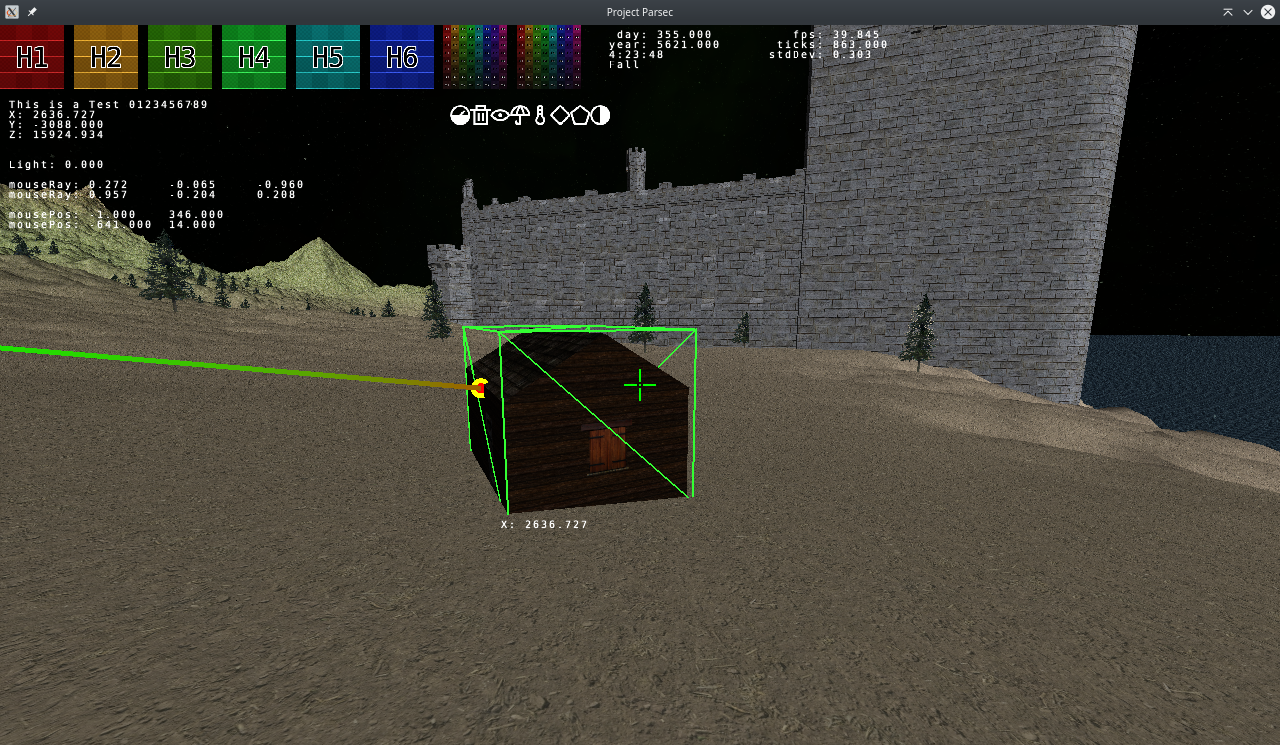 Project Parsec
H1 H2 H3 H4 H5 H6
day: 355.000
year: 5621.000
4:23:48
Fall
fps: 39.845
ticks: 863.000
stdDev: 0.303
This is a Test 0123456789
X: 2636.727
Y: -3088.000
Z: 15924.934
Light: 0.000
mouseRay: 0.272 -0.065 -0.960
mouseRay: 0.957 -0.204 0.208
mousePos: -1.000 346.000
mousePos: -641.000 14.000
X: 2636.727